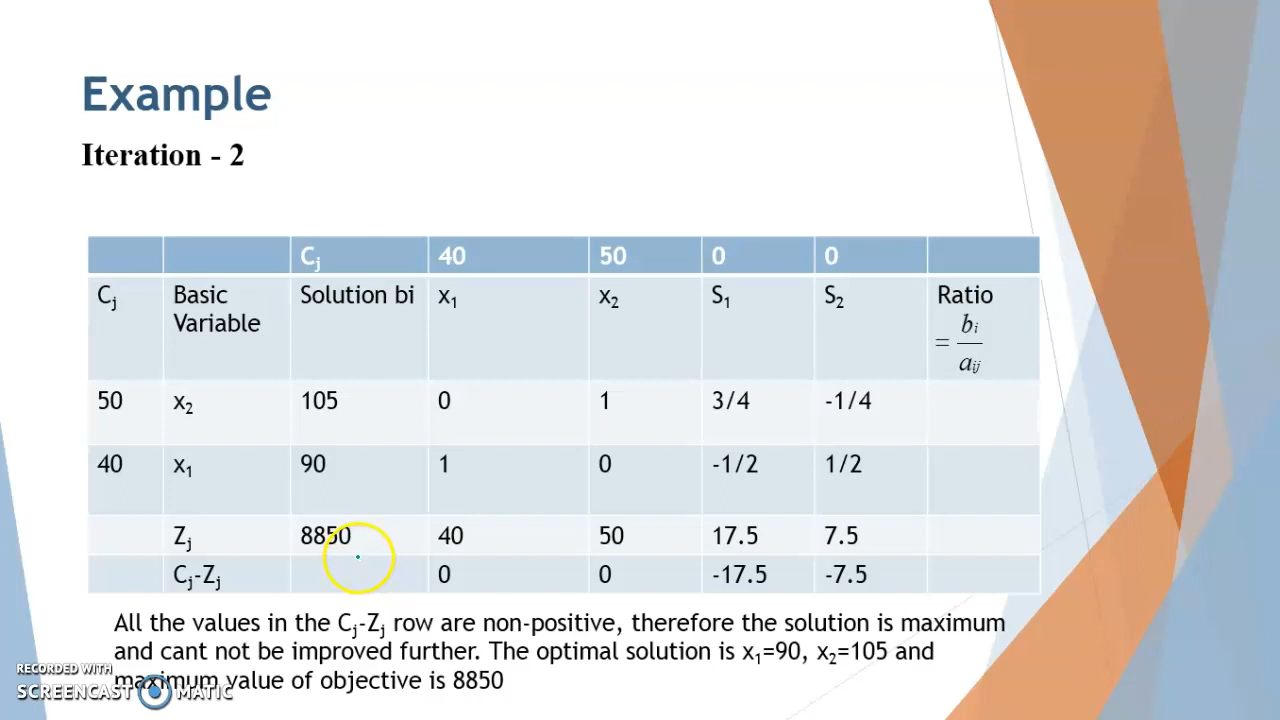 Example
Iteration - 2
Cj 40 50 0 0
Cj Basic Variable Solution bi x1 x2 S1 S2 Ratio = bi / aij
50 x2 105 0 1 3/4 -1/4
40 x1 90 1 0 -1/2 1/2
Zj 8850 40 50 17.5 7.5
Cj-Zj 0 0 -17.5 -7.5
All the values in the Cj-Zj row are non-positive, therefore the solution is maximum
and cant not be improved further. The optimal solution is x1=90, x2=105 and
maximum value of objective is 8850
RECORDED WITH
SCREENCAST MATIC